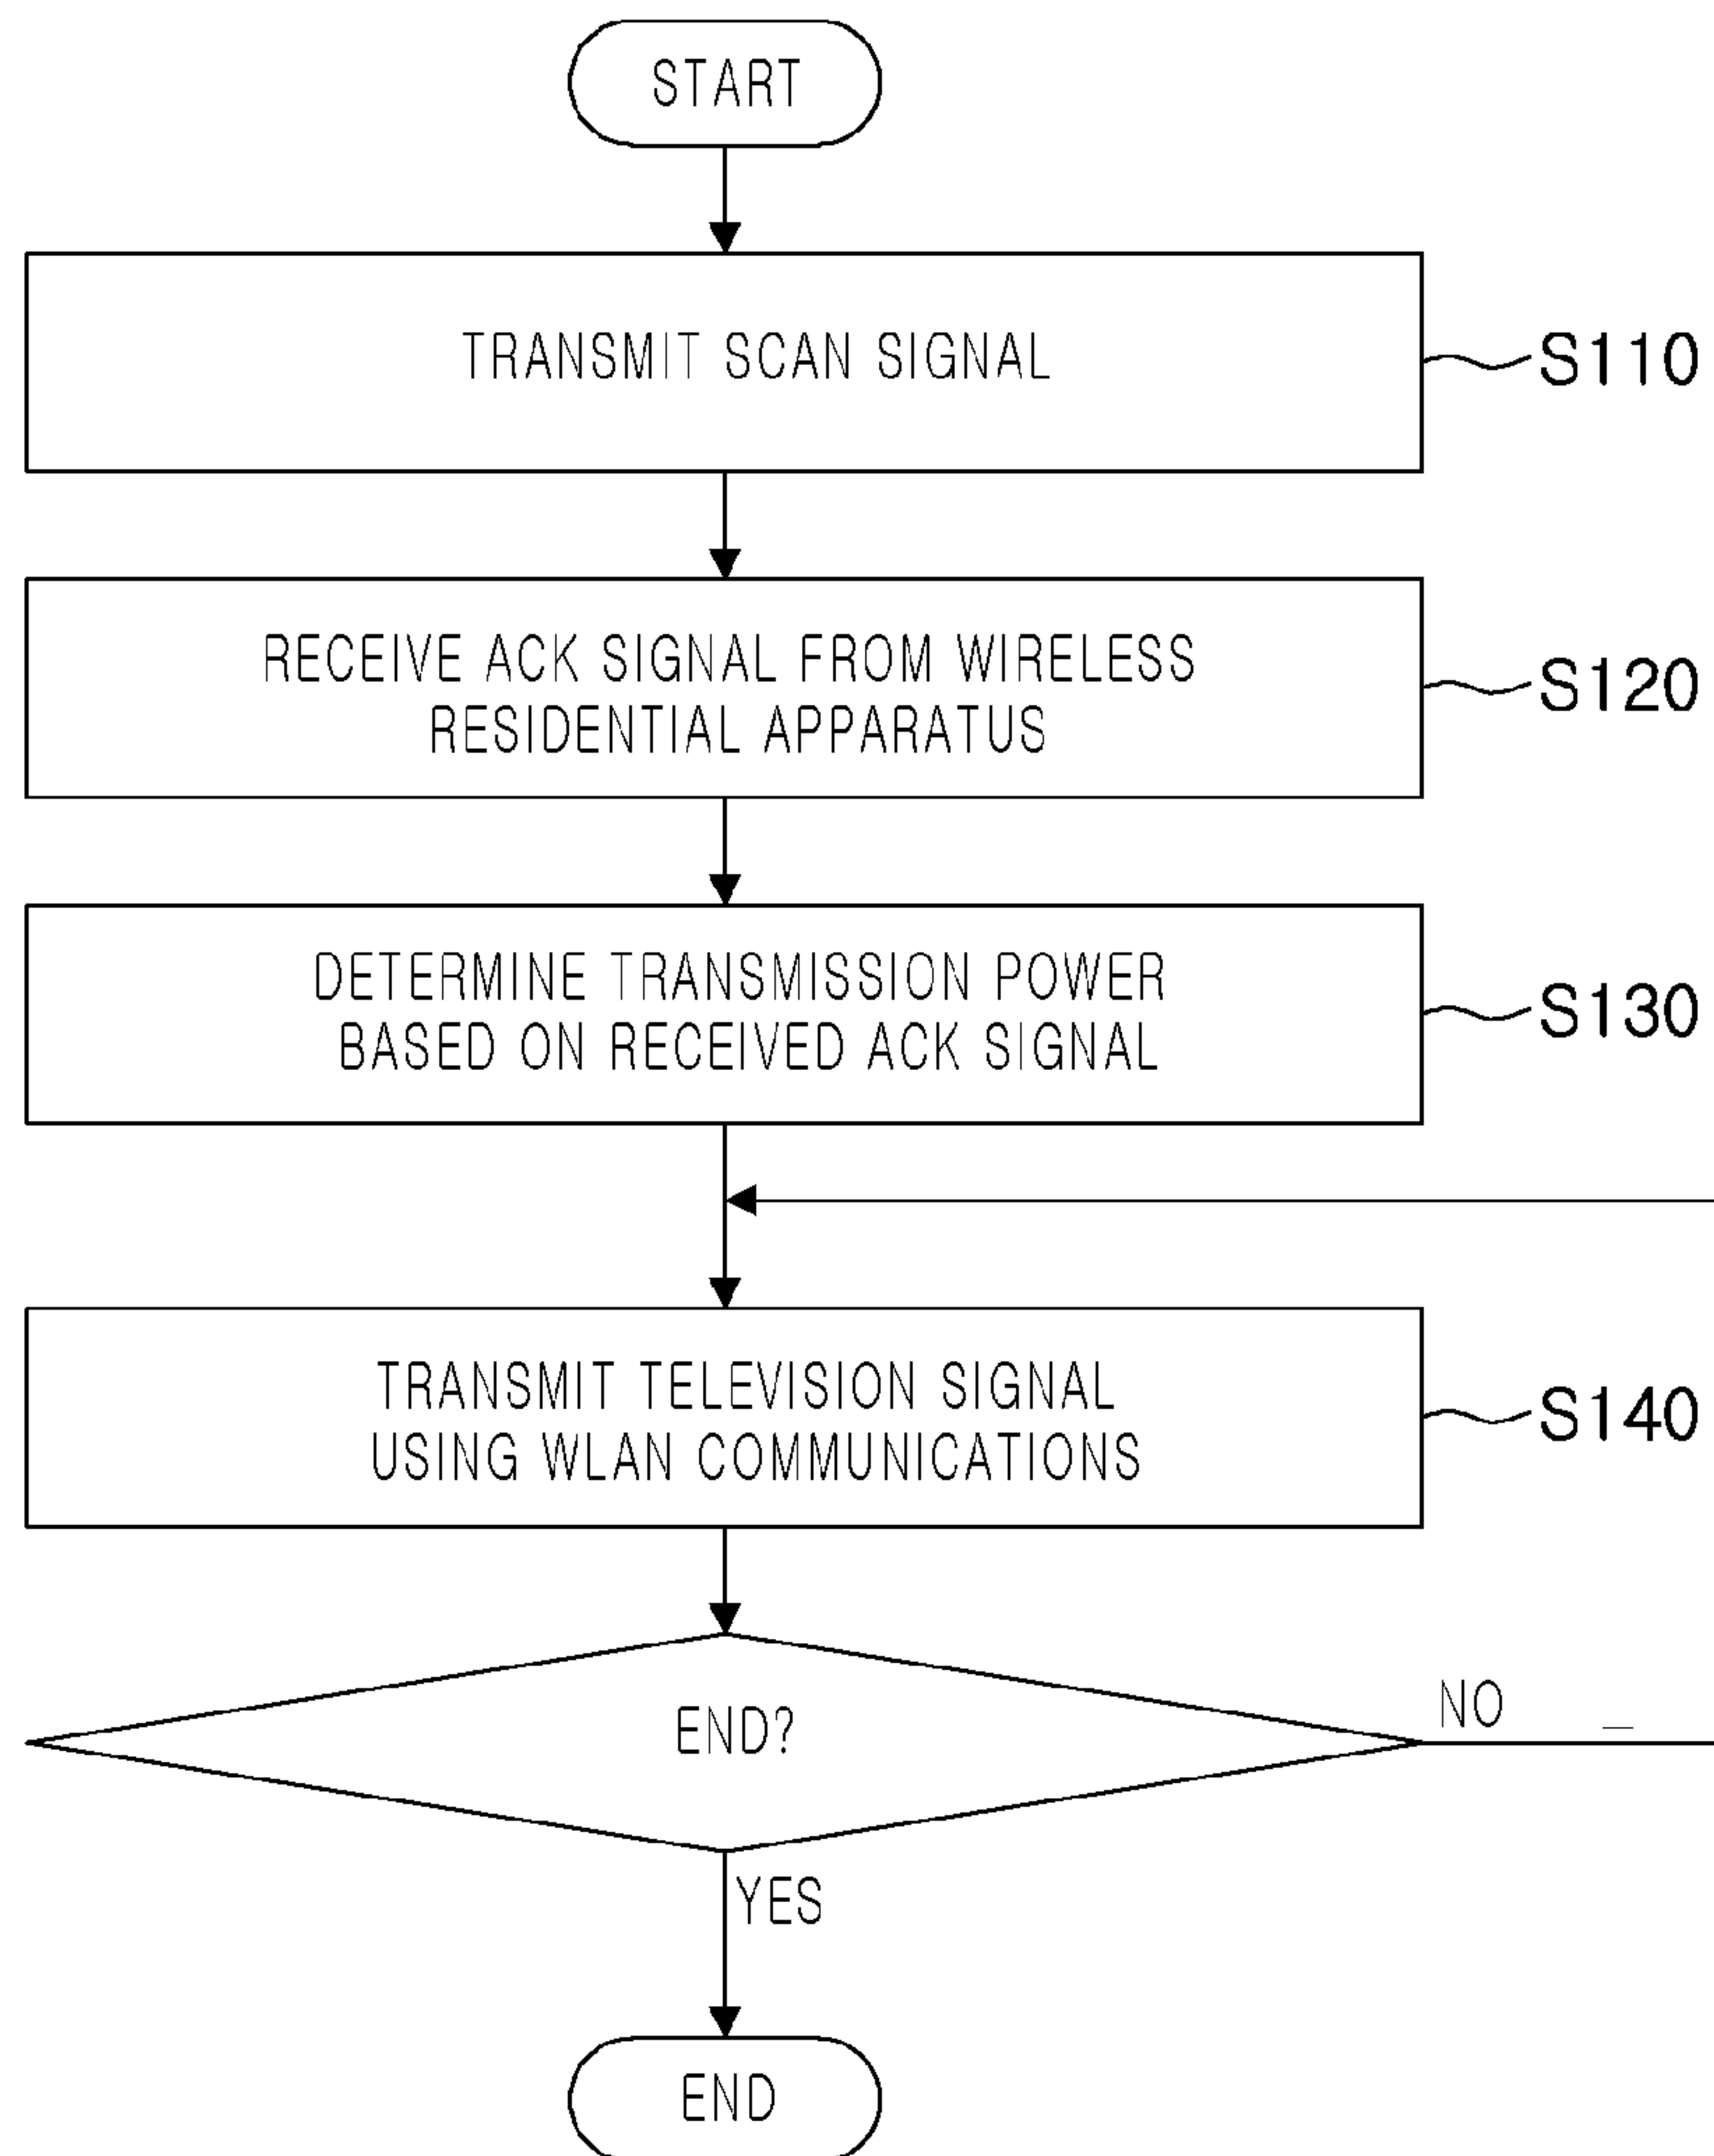 START
TRANSMIT SCAN SIGNAL
S110
RECEIVE ACK SIGNAL FROM WIRELESS
RESIDENTIAL APPARATUS
S120
DETERMINE TRANSMISSION POWER
BASED ON RECEIVED ACK SIGNAL
S130
TRANSMIT TELEVISION SIGNAL
USING WLAN COMMUNICATIONS
S140
END?
NO
YES
END